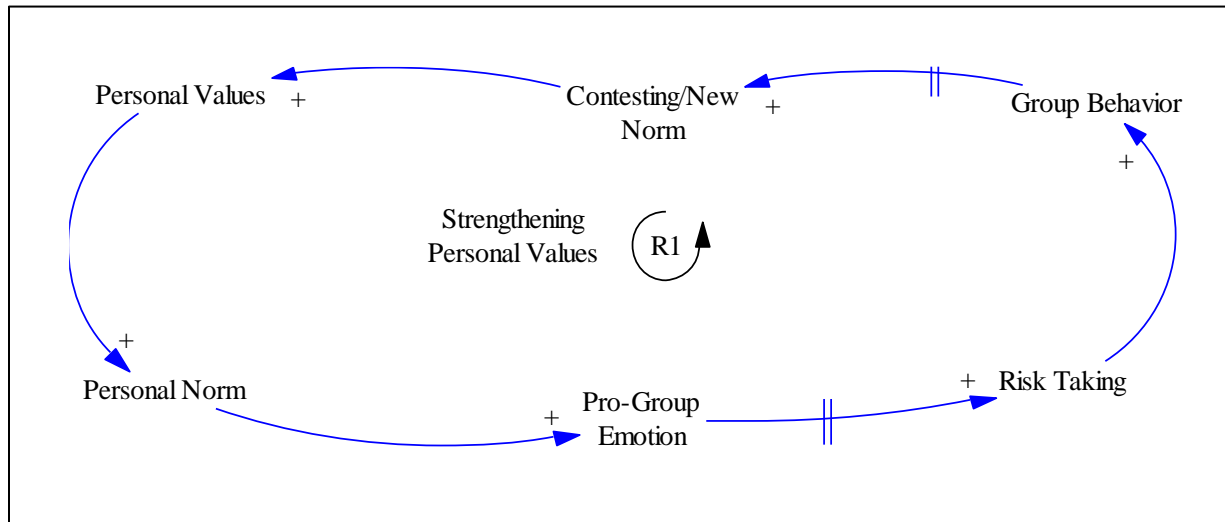 Personal Values
+
Contesting/New
Norm
+
Group Behavior
+
Strengthening
Personal Values
R1
+
Personal Norm
+
Pro-Group
Emotion
+
Risk Taking